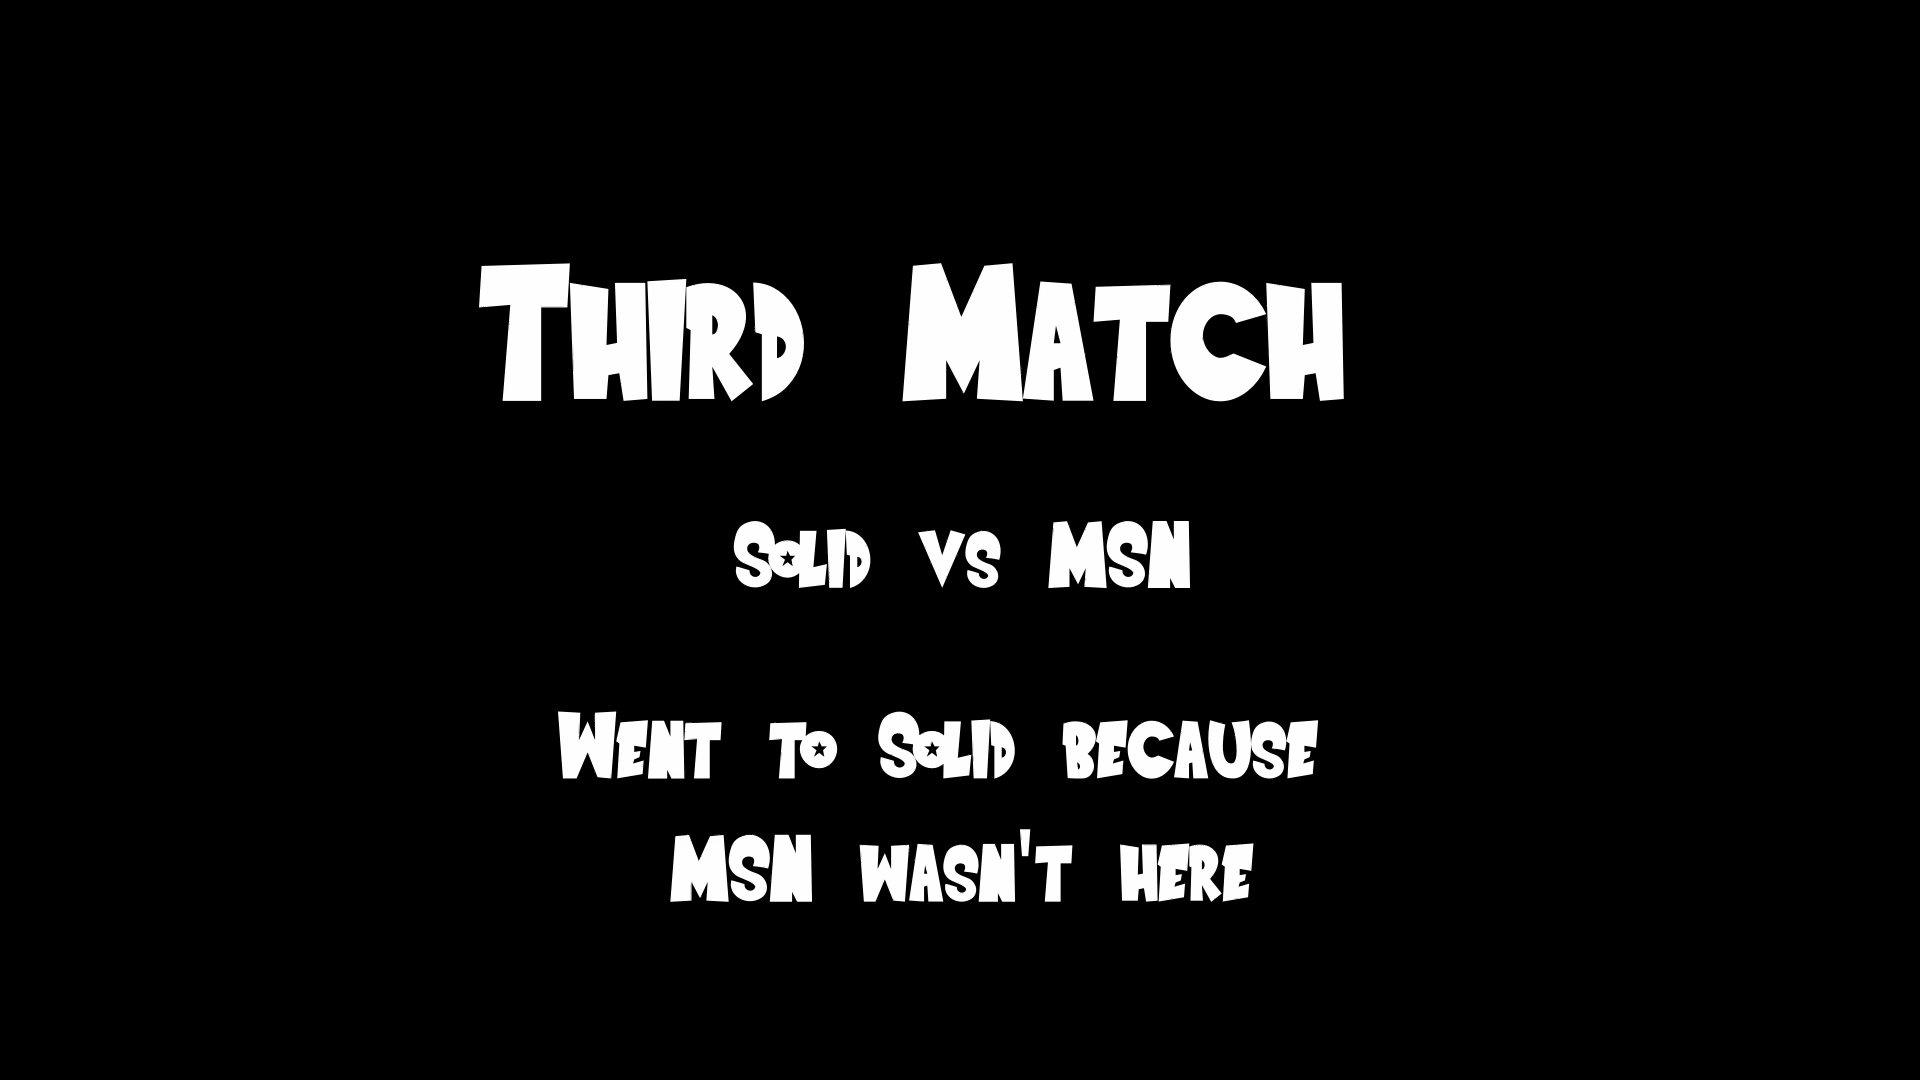 Third Match
Solid vs MSN
Went to Solid because
MSN wasn't here